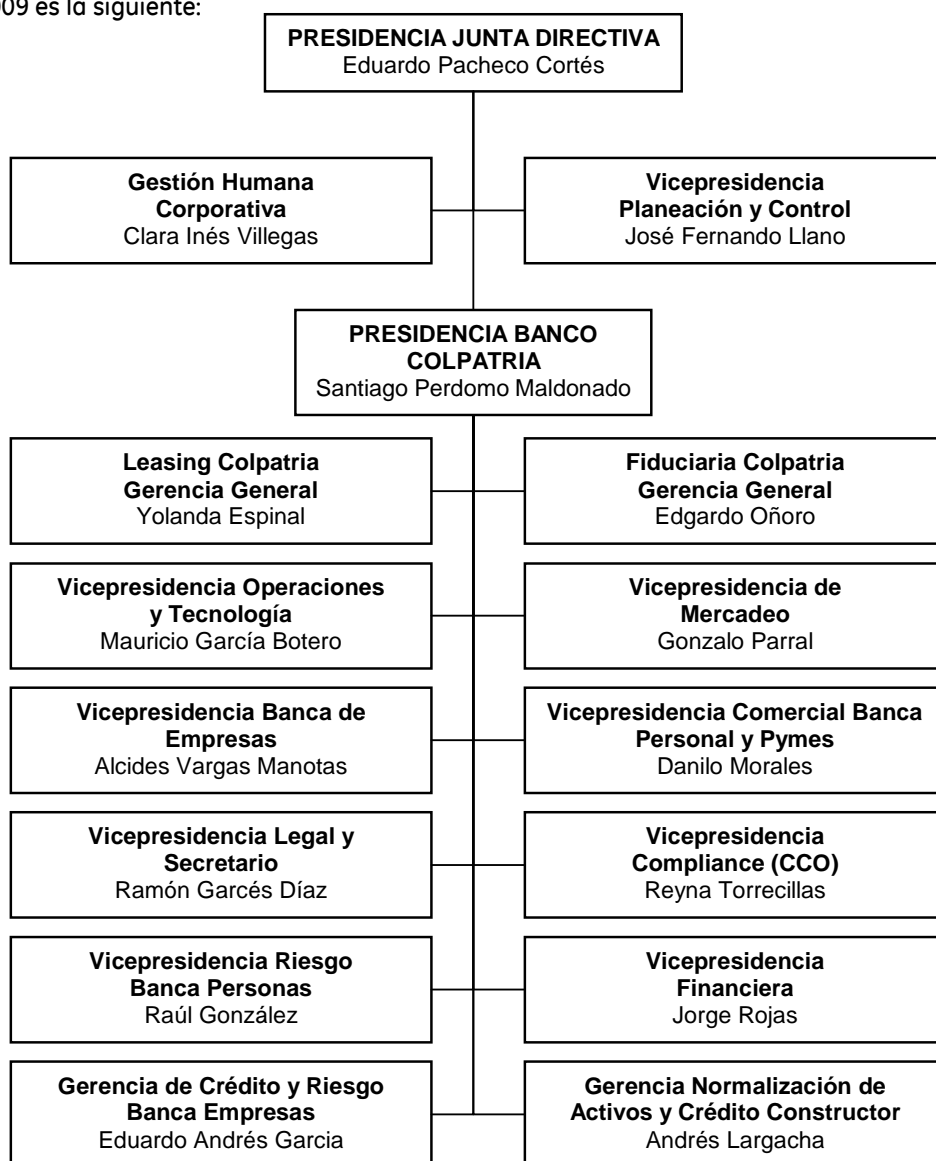 09 es la siguiente:
PRESIDENCIA JUNTA DIRECTIVA
Eduardo Pacheco Cortés
Gestión Humana
Corporativa
Clara Inés Villegas
Vicepresidencia
Planeación y Control
José Fernando Llano
PRESIDENCIA BANCO
COLPATRIA
Santiago Perdomo Maldonado
Leasing Colpatria
Gerencia General
Yolanda Espinal
Fiduciaria Colpatria
Gerencia General
Edgardo Oñoro
Vicepresidencia Operaciones
y Tecnología
Mauricio García Botero
Vicepresidencia de
Mercadeo
Gonzalo Parral
Vicepresidencia Banca de
Empresas
Alcides Vargas Manotas
Vicepresidencia Comercial Banca
Personal y Pymes
Danilo Morales
Vicepresidencia Legal y
Secretario
Ramón Garcés Díaz
Vicepresidencia
Compliance (CCO)
Reyna Torrecillas
Vicepresidencia Riesgo
Banca Personas
Raúl González
Vicepresidencia
Financiera
Jorge Rojas
Gerencia de Crédito y Riesgo
Banca Empresas
Eduardo Andrés Garcia
Gerencia Normalización de
Activos y Crédito Constructor
Andrés Largacha